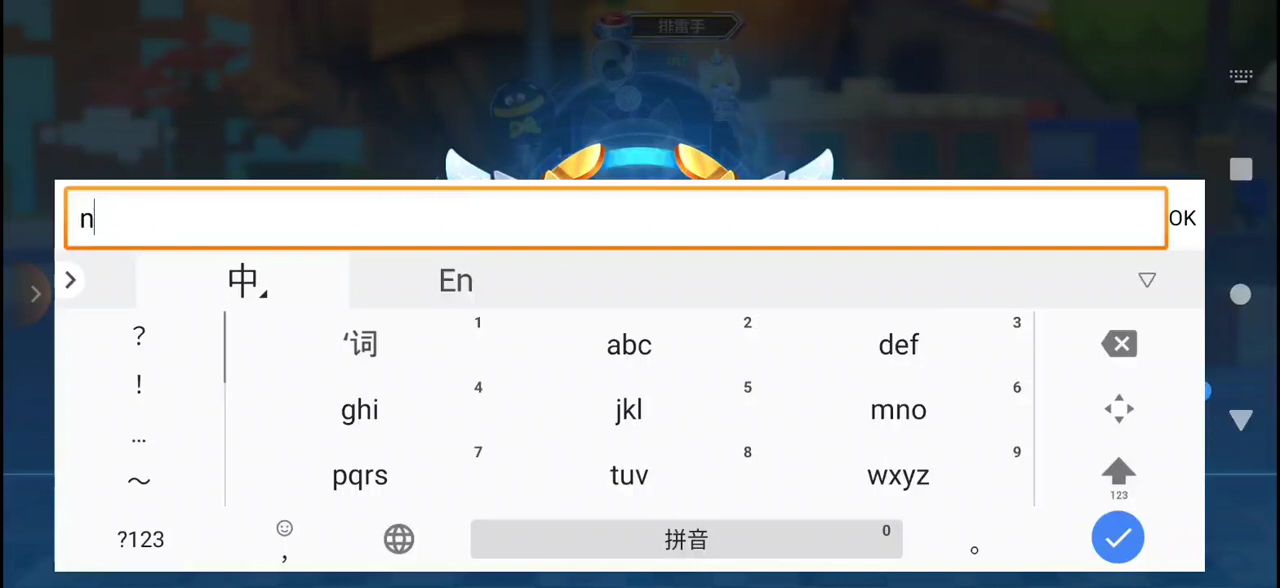 排雷手
n
OK
中 En
? ‘词 1 abc 2 def 3
! ghi 4 jkl 5 mno 6
... pqrs 7 tuv 8 wxyz 9
～ 123
?123 , 拼音 0 。